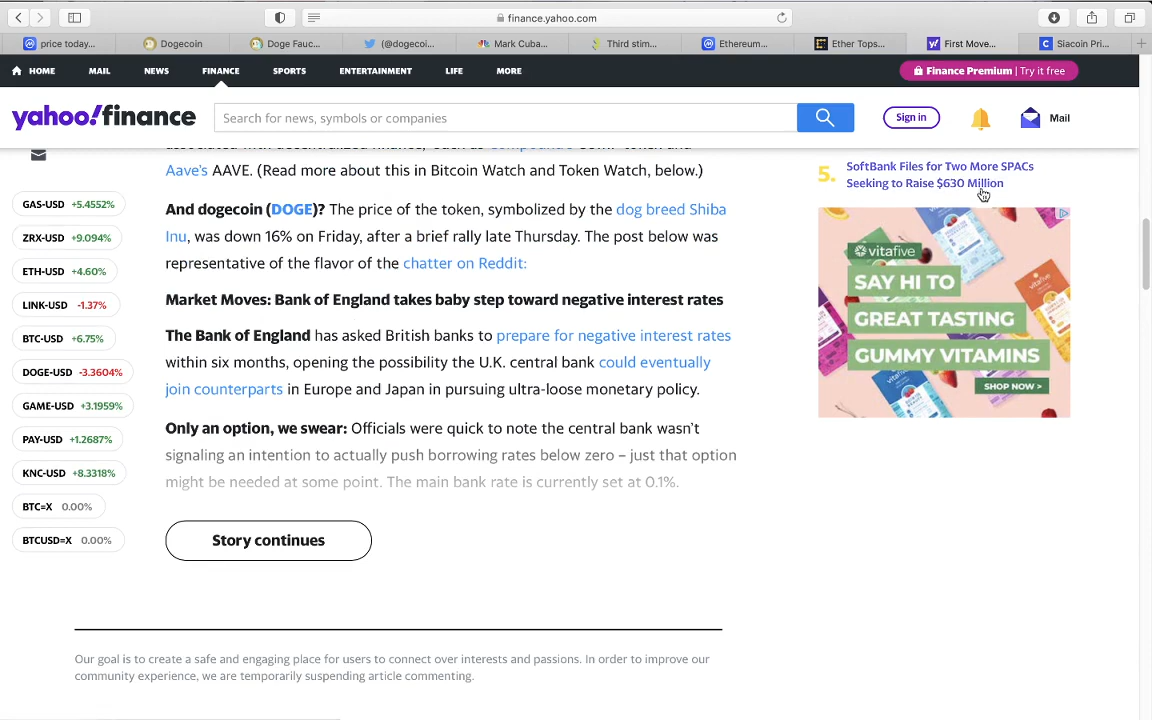 finance.yahoo.com
price today...
Dogecoin
Doge Fauc...
(@dogecoi...
Mark Cuba...
Third stim...
Ethereum...
Ether Tops...
First Move...
Siacoin Pri...
HOME
MAIL
NEWS
FINANCE
SPORTS
ENTERTAINMENT
LIFE
MORE
Finance Premium | Try it free
yahoo!finance
Search for news, symbols or companies
Sign in
Mail
Aave's AAVE. (Read more about this in Bitcoin Watch and Token Watch, below.)
And dogecoin (DOGE)? The price of the token, symbolized by the dog breed Shiba
Inu, was down 16% on Friday, after a brief rally late Thursday. The post below was
representative of the flavor of the chatter on Reddit:
Market Moves: Bank of England takes baby step toward negative interest rates
The Bank of England has asked British banks to prepare for negative interest rates
within six months, opening the possibility the U.K. central bank could eventually
join counterparts in Europe and Japan in pursuing ultra-loose monetary policy.
Only an option, we swear: Officials were quick to note the central bank wasn't
signaling an intention to actually push borrowing rates below zero – just that option
might be needed at some point. The main bank rate is currently set at 0.1%.
Story continues
Our goal is to create a safe and engaging place for users to connect over interests and passions. In order to improve our
community experience, we are temporarily suspending article commenting.
GAS-USD +5.4552%
ZRX-USD +9.094%
ETH-USD +4.60%
LINK-USD -1.37%
BTC-USD +6.75%
DOGE-USD -3.3604%
GAME-USD +3.1959%
PAY-USD +1.2687%
KNC-USD +8.3318%
BTC=X 0.00%
BTCUSD=X 0.00%
5. SoftBank Files for Two More SPACs
Seeking to Raise $630 Million
vitafive
SAY HI TO
GREAT TASTING
GUMMY VITAMINS
SHOP NOW >